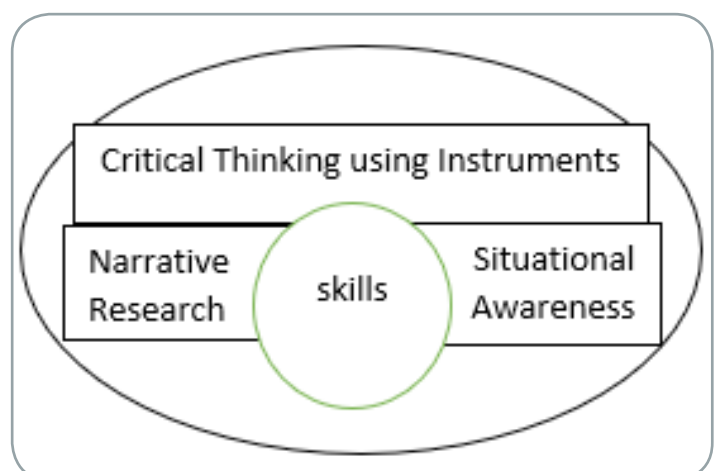 Critical Thinking using Instruments
Narrative
Research
skills
Situational
Awareness